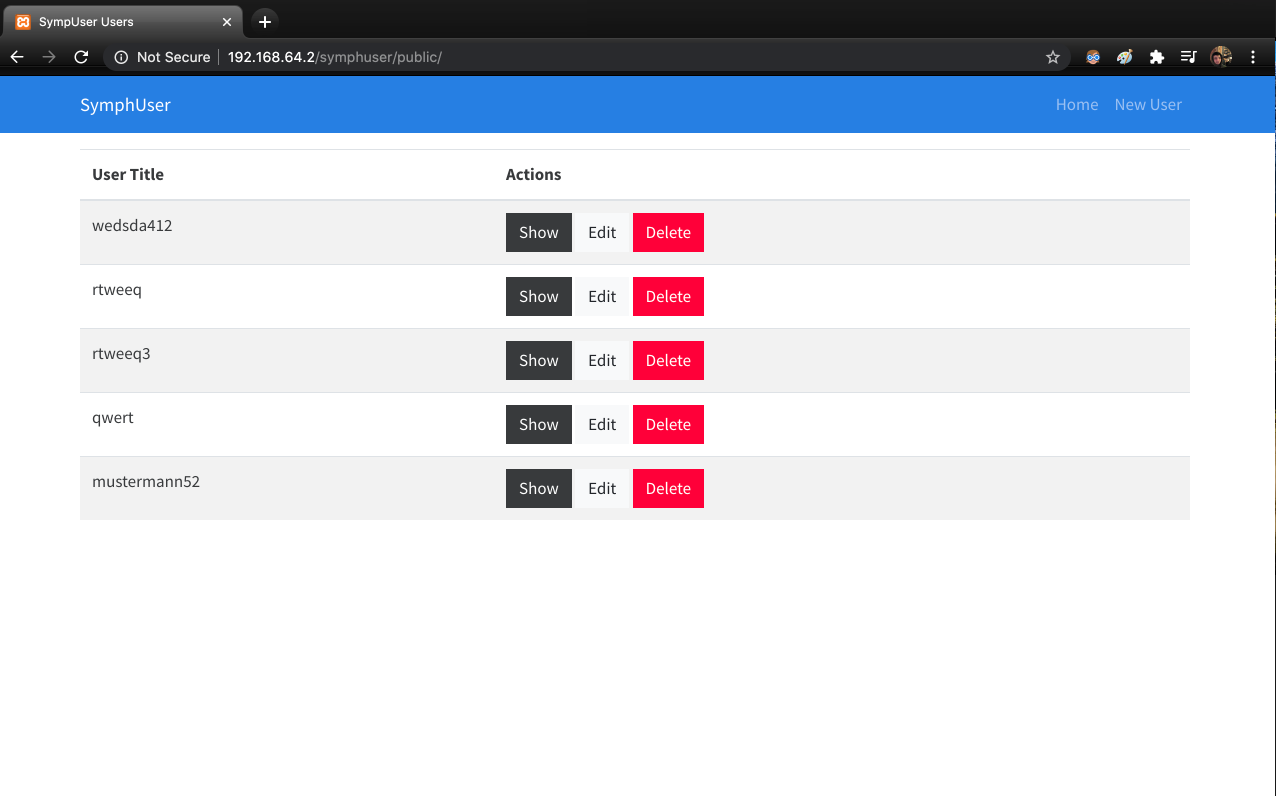 SympUser Users
Not Secure 192.168.64.2/symphuser/public/
SymphUser Home New User
User Title Actions
wedsda412 Show Edit Delete
rtweeq Show Edit Delete
rtweeq3 Show Edit Delete
qwert Show Edit Delete
mustermann52 Show Edit Delete